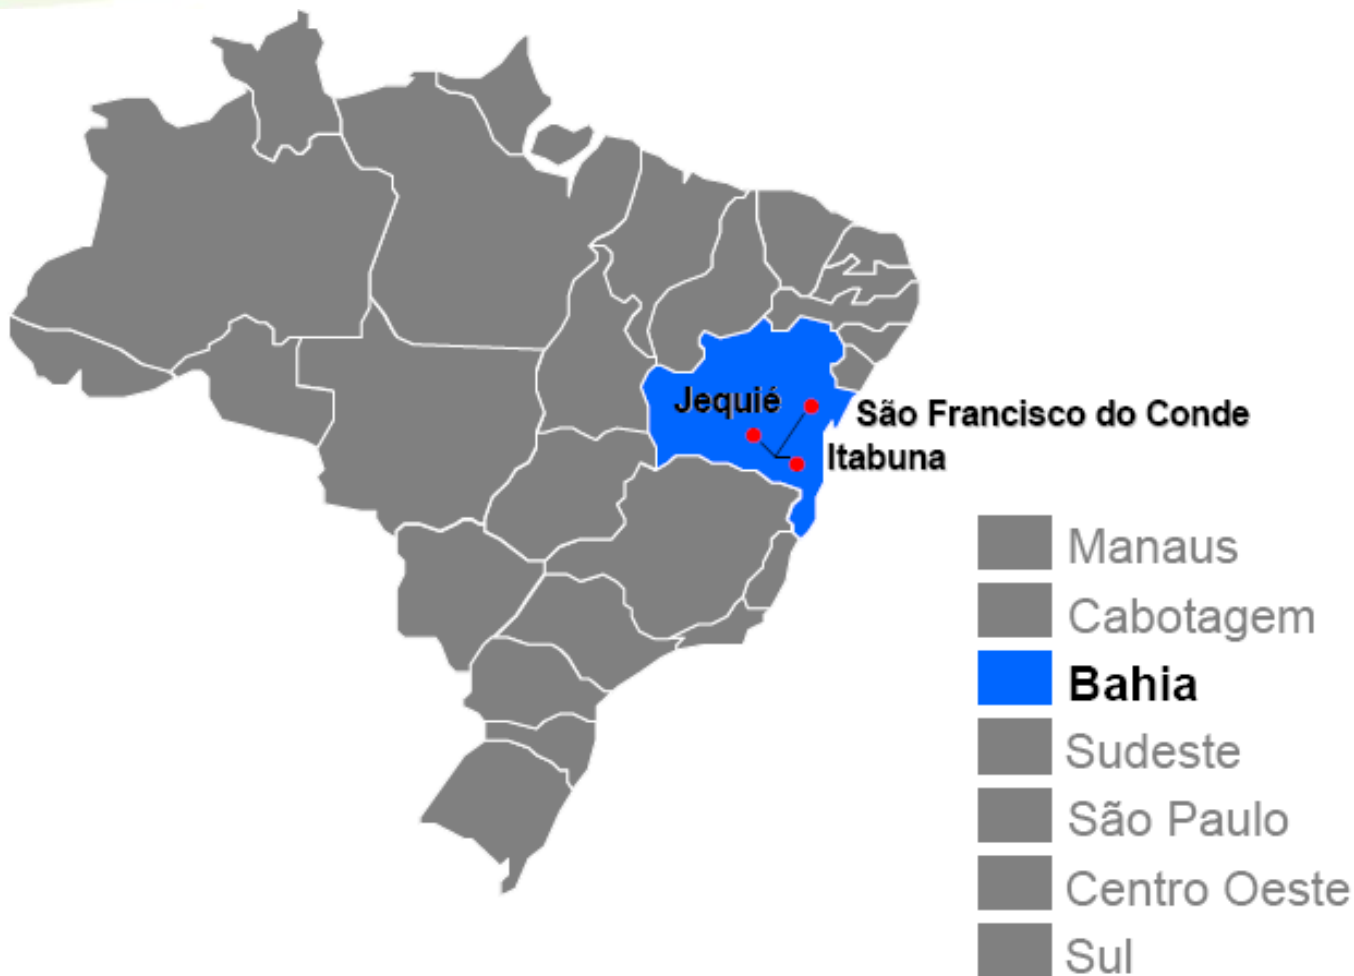 Jequié
São Francisco do Conde
Itabuna
Manaus
Cabotagem
Bahia
Sudeste
São Paulo
Centro Oeste
Sul